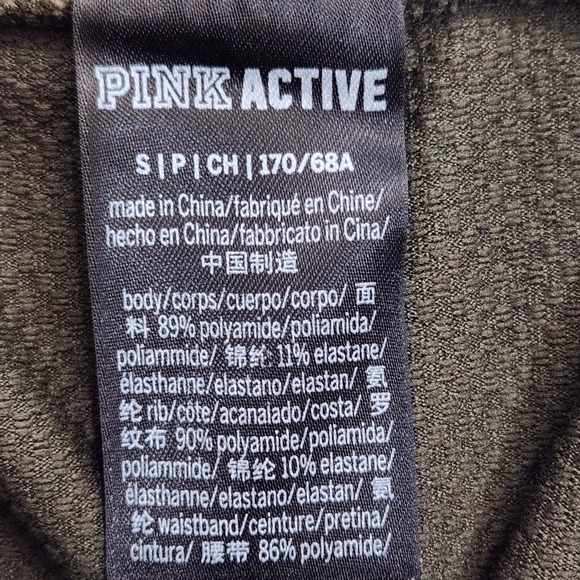 PINK ACTIVE
S | P | CH | 170/68A
made in China/fabriqué en Chine/
hecho en China/fabbricato in Cina/
中国制造
body/corps/cuerpo/corpo/ 面
料 89% polyamide/poliamida/
poliammide/ 锦纶 11% elastane/
élasthanne/elastano/elastan/ 氨
纶 rib/côte/acanalado/costa/ 罗
纹布 90% polyamide/poliamida/
poliammide/ 锦纶 10% elastane/
élasthanne/elastano/elastan/ 氨
纶 waistband/ceinture/pretina/
cintura/ 腰带 86% polyamide/